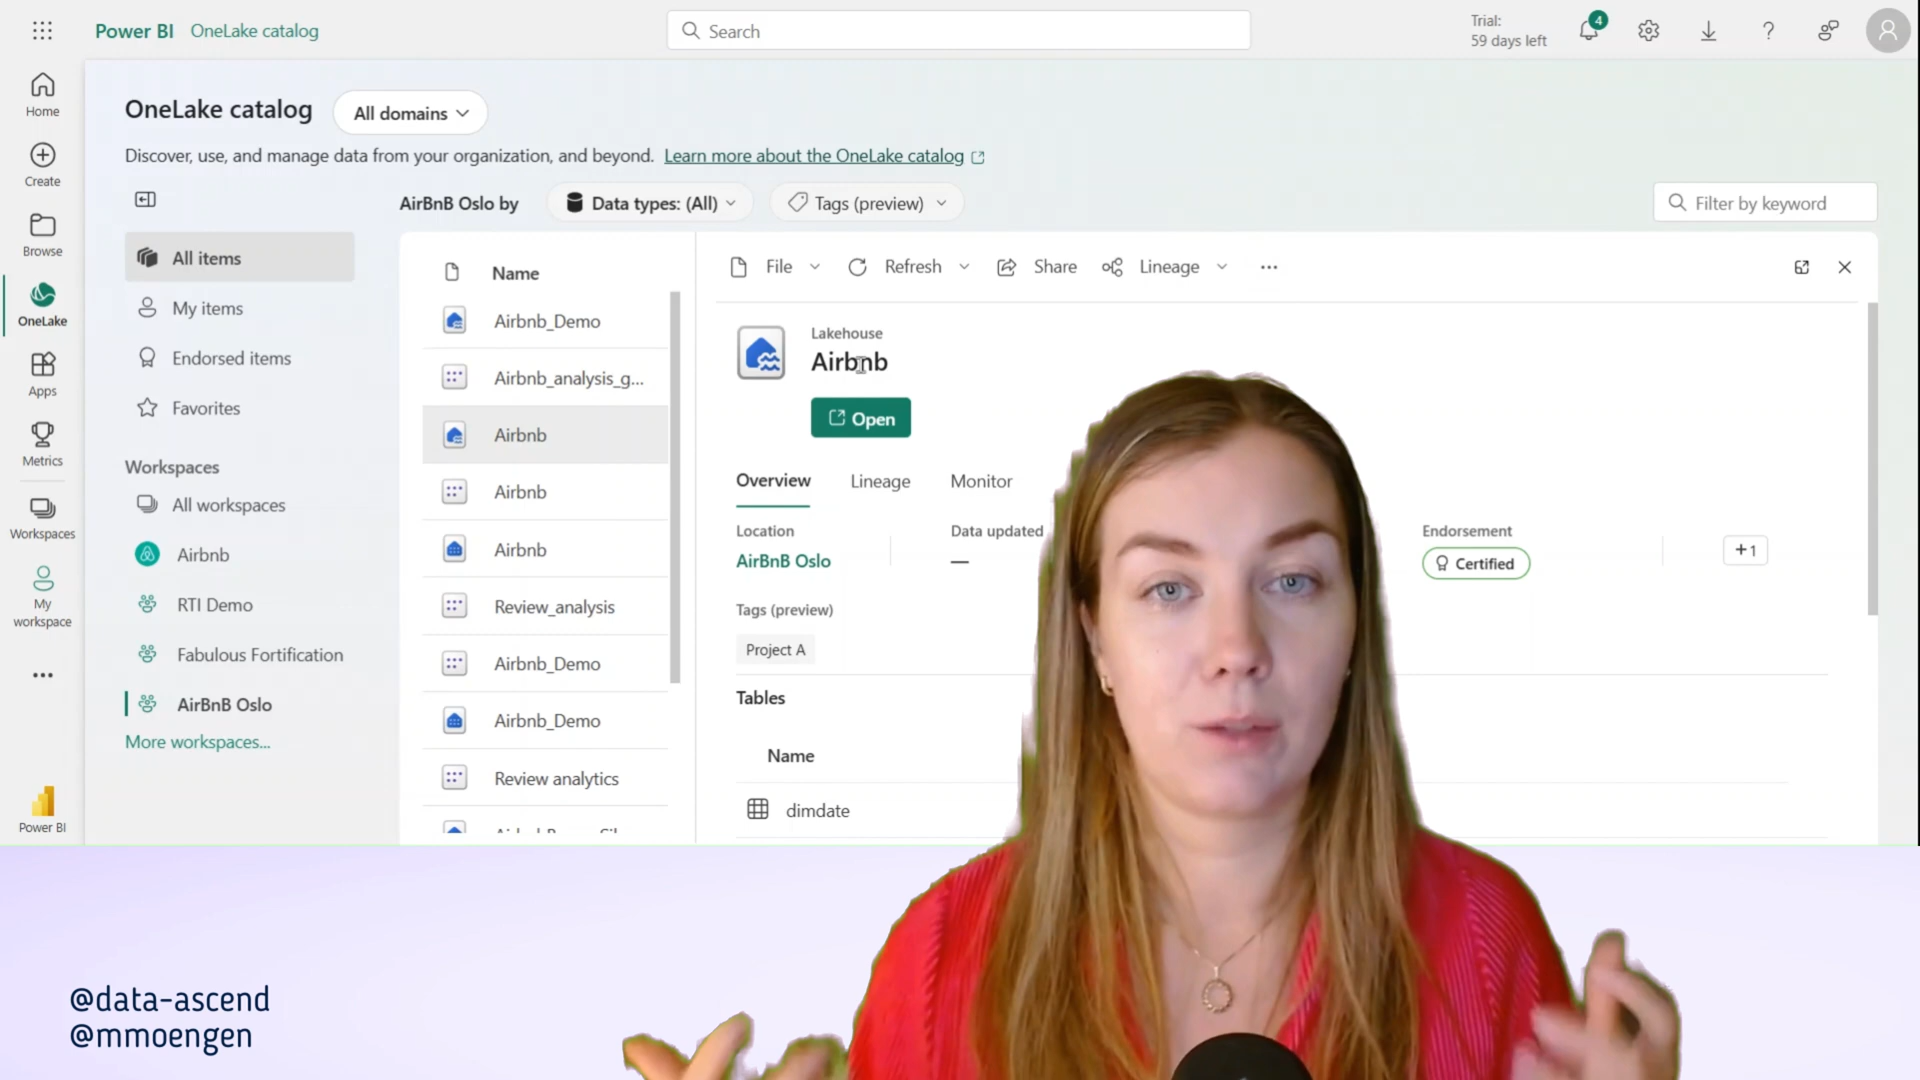 Power BI OneLake catalog
Search
Trial:
59 days left
4
Home
Create
Browse
OneLake
Apps
Metrics
Workspaces
My
workspace
Power BI
OneLake catalog
All domains
Discover, use, and manage data from your organization, and beyond. Learn more about the OneLake catalog
AirBnB Oslo by
Data types: (All)
Tags (preview)
Filter by keyword
All items
My items
Endorsed items
Favorites
Workspaces
All workspaces
Airbnb
RTI Demo
Fabulous Fortification
AirBnB Oslo
More workspaces...
Name
Airbnb_Demo
Airbnb_analysis_g...
Airbnb
Airbnb
Airbnb
Review_analysis
Airbnb_Demo
Airbnb_Demo
Review analytics
File
Refresh
Share
Lineage
Lakehouse
Airbnb
Open
Overview
Lineage
Monitor
Location
AirBnB Oslo
Data updated
—
Endorsement
Certified
+1
Tags (preview)
Project A
Tables
Name
dimdate
@data-ascend
@mmoengen